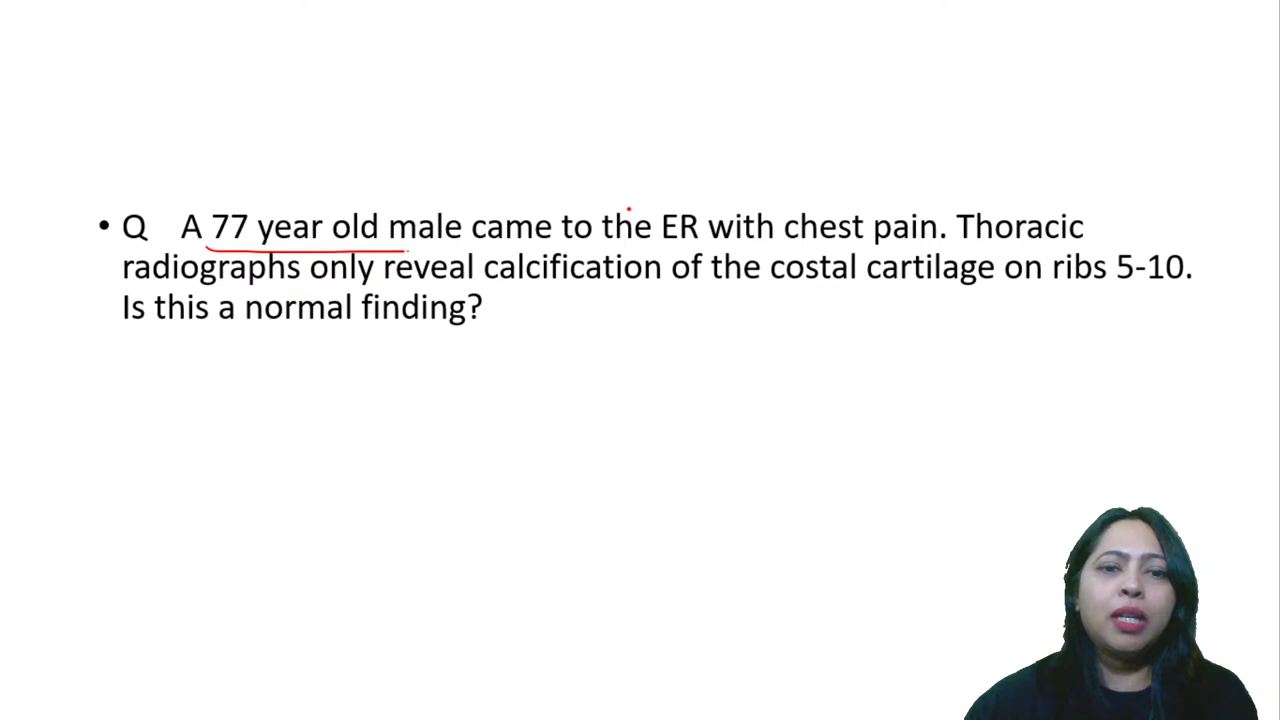 • Q A 77 year old male came to the ER with chest pain. Thoracic
radiographs only reveal calcification of the costal cartilage on ribs 5-10.
Is this a normal finding?